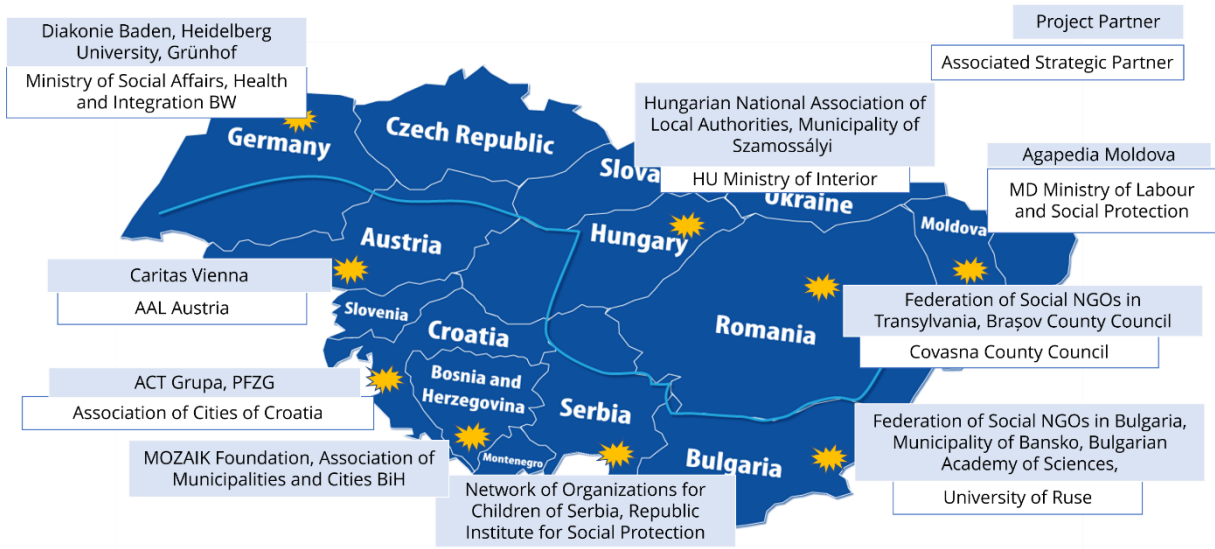 Diakonie Baden, Heidelberg
University, Grünhof
Ministry of Social Affairs, Health
and Integration BW
Project Partner
Associated Strategic Partner
Hungarian National Association of
Local Authorities, Municipality of
Szamossályi
HU Ministry of Interior
Agapedia Moldova
MD Ministry of Labour
and Social Protection
Germany
Czech Republic
Slova
Ukraine
Moldova
Austria
Hungary
Caritas Vienna
AAL Austria
Slovenia
Croatia
Romania
Federation of Social NGOs in
Transylvania, Brașov County Council
Covasna County Council
ACT Grupa, PFZG
Association of Cities of Croatia
Bosnia and
Herzegovina
Serbia
Montenegro
Bulgaria
MOZAIK Foundation, Association of
Municipalities and Cities BiH
Network of Organizations for
Children of Serbia, Republic
Institute for Social Protection
Federation of Social NGOs in Bulgaria,
Municipality of Bansko, Bulgarian
Academy of Sciences,
University of Ruse